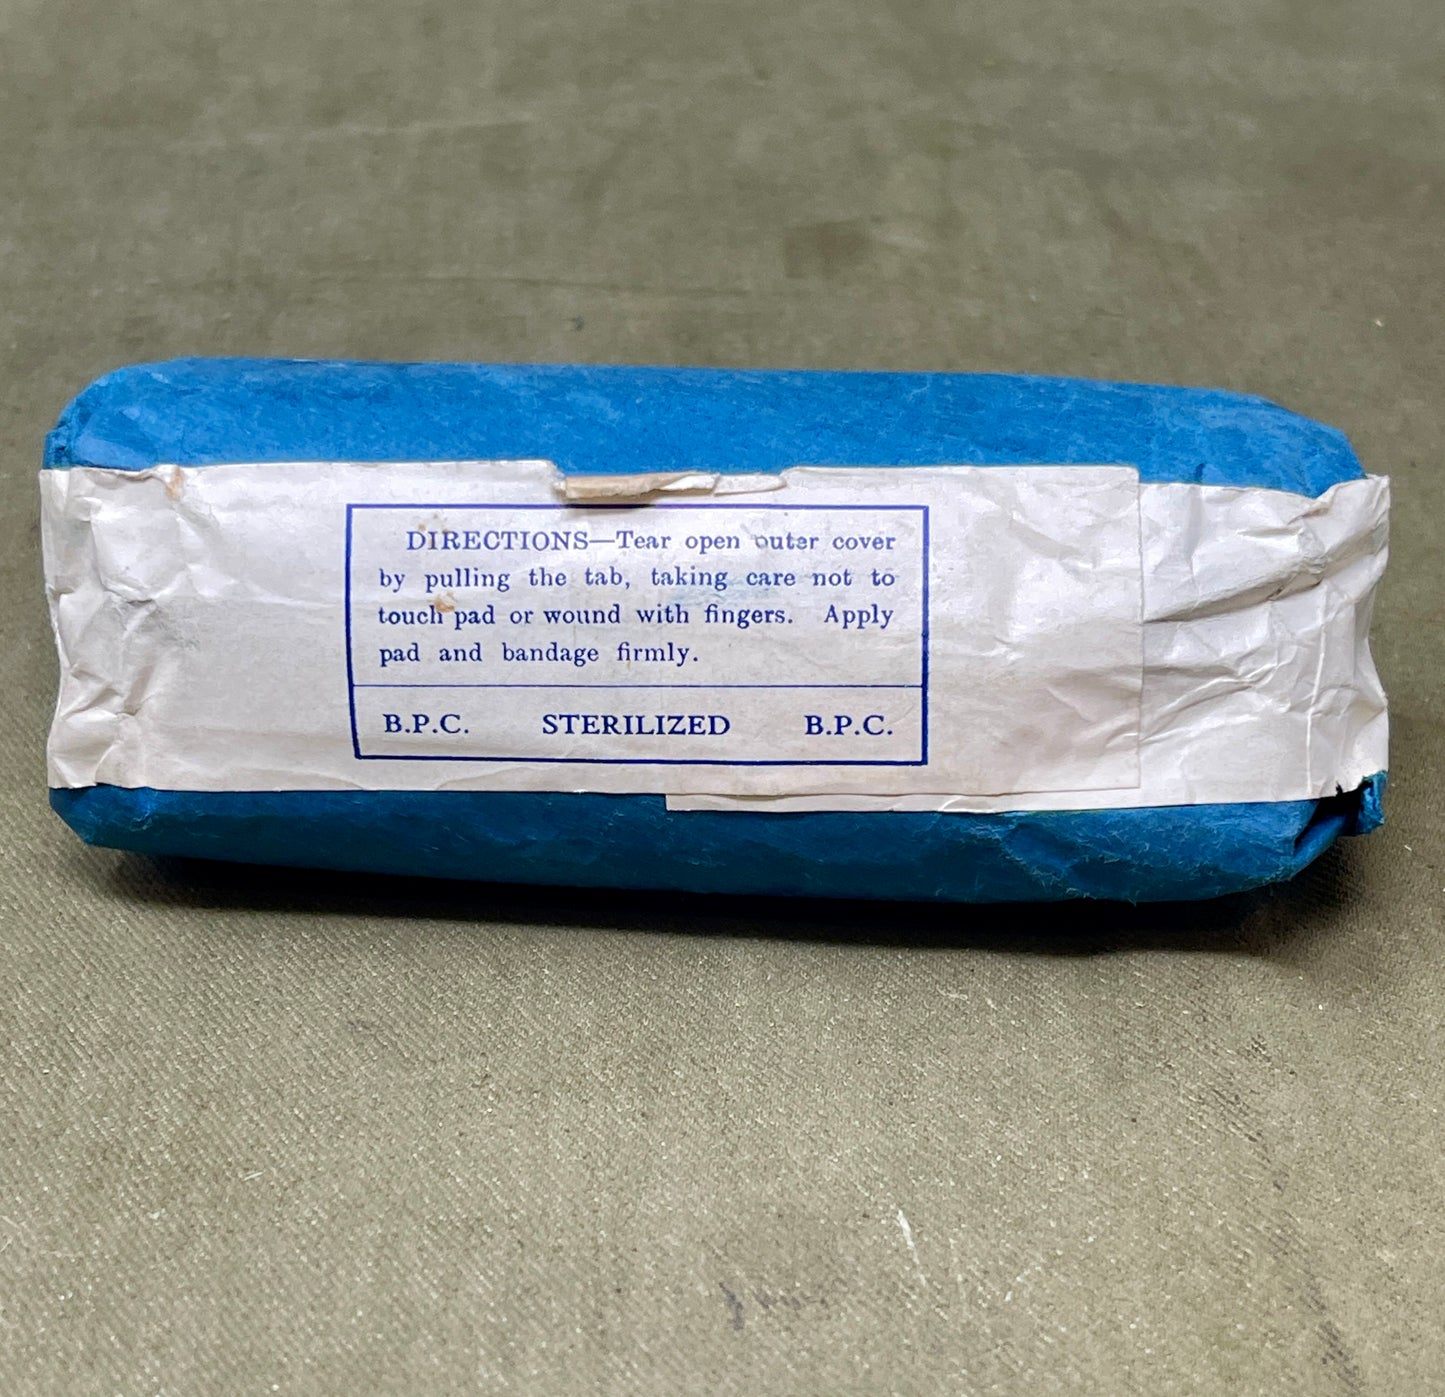 DIRECTIONS—Tear open outer cover
by pulling the tab, taking care not to
touch pad or wound with fingers. Apply
pad and bandage firmly.
B.P.C. STERILIZED B.P.C.